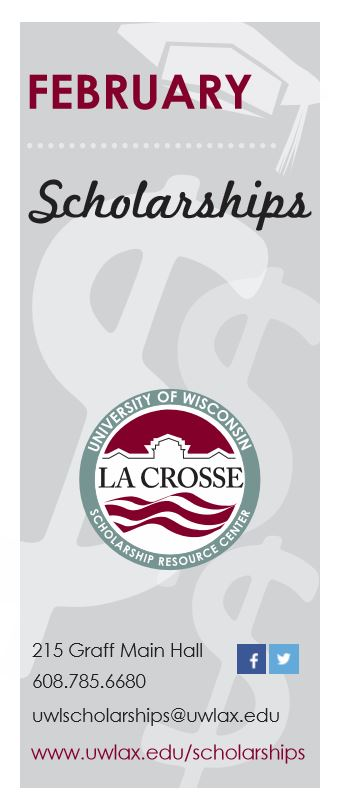 FEBRUARY
Scholarships
UNIVERSITY OF WISCONSIN
LA CROSSE
SCHOLARSHIP RESOURCE CENTER
215 Graff Main Hall
608.785.6680
uwlscholarships@uwlax.edu
www.uwlax.edu/scholarships